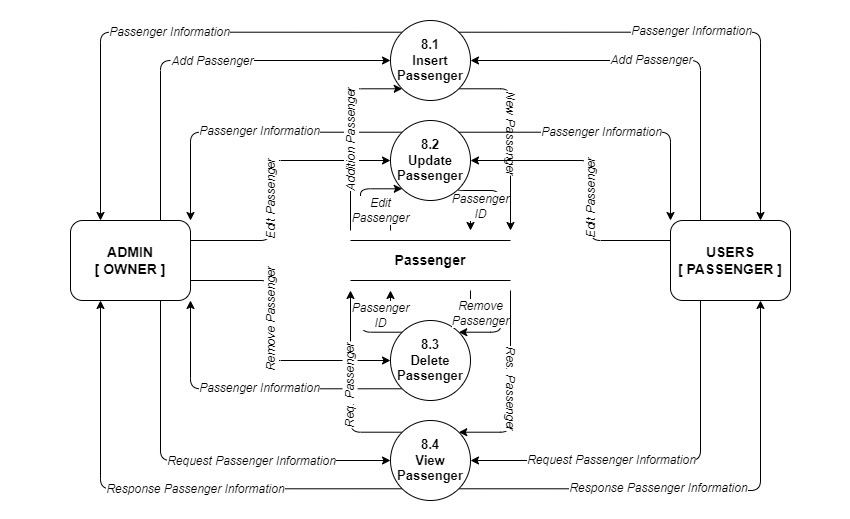 Passenger Information
Passenger Information
8.1
Insert
Passenger
Add Passenger
Add Passenger
Addition Passenger
New Passenger
Passenger Information
Passenger Information
8.2
Update
Passenger
Edit Passenger
Edit Passenger
Edit
Passenger
Passenger
ID
ADMIN
[ OWNER ]
Passenger
USERS
[ PASSENGER ]
Remove Passenger
Passenger
ID
Remove
Passenger
8.3
Delete
Passenger
Req. Passenger
Res. Passenger
Passenger Information
8.4
View
Passenger
Request Passenger Information
Request Passenger Information
Response Passenger Information
Response Passenger Information